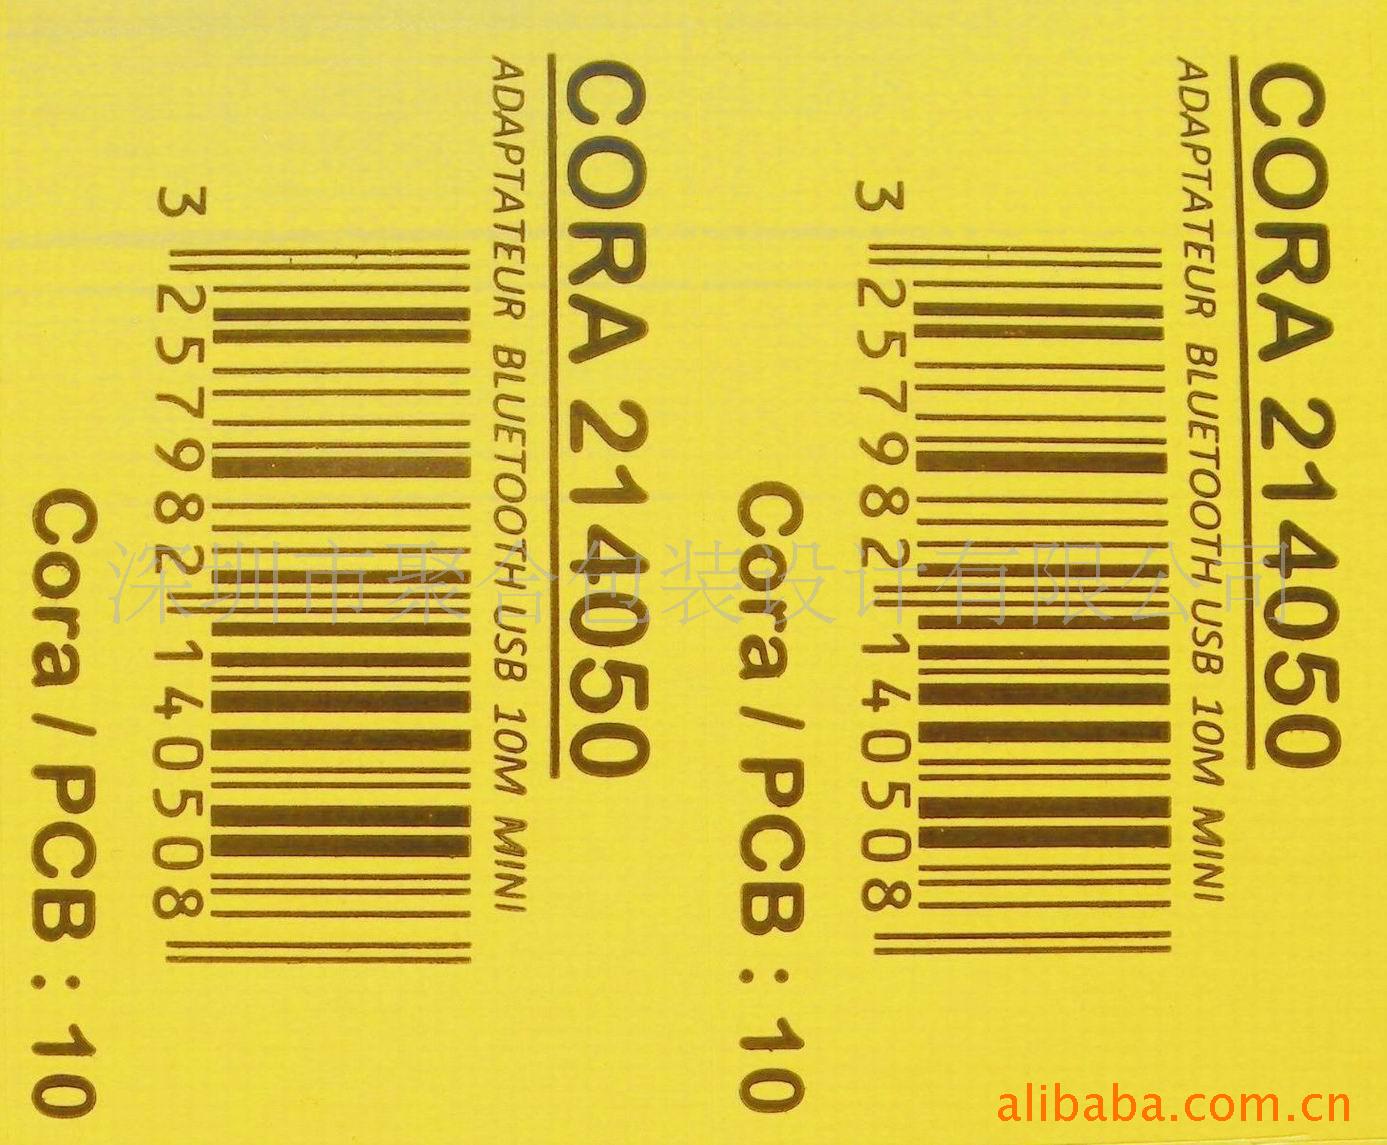 CORA 214050
ADAPTATEUR BLUETOOTH USB 10M MINI
3 257982 140508
Cora / PCB : 10
CORA 214050
ADAPTATEUR BLUETOOTH USB 10M MINI
3 257982 140508
Cora / PCB : 10
深圳市聚合包装设计有限公司
alibaba.com.cn